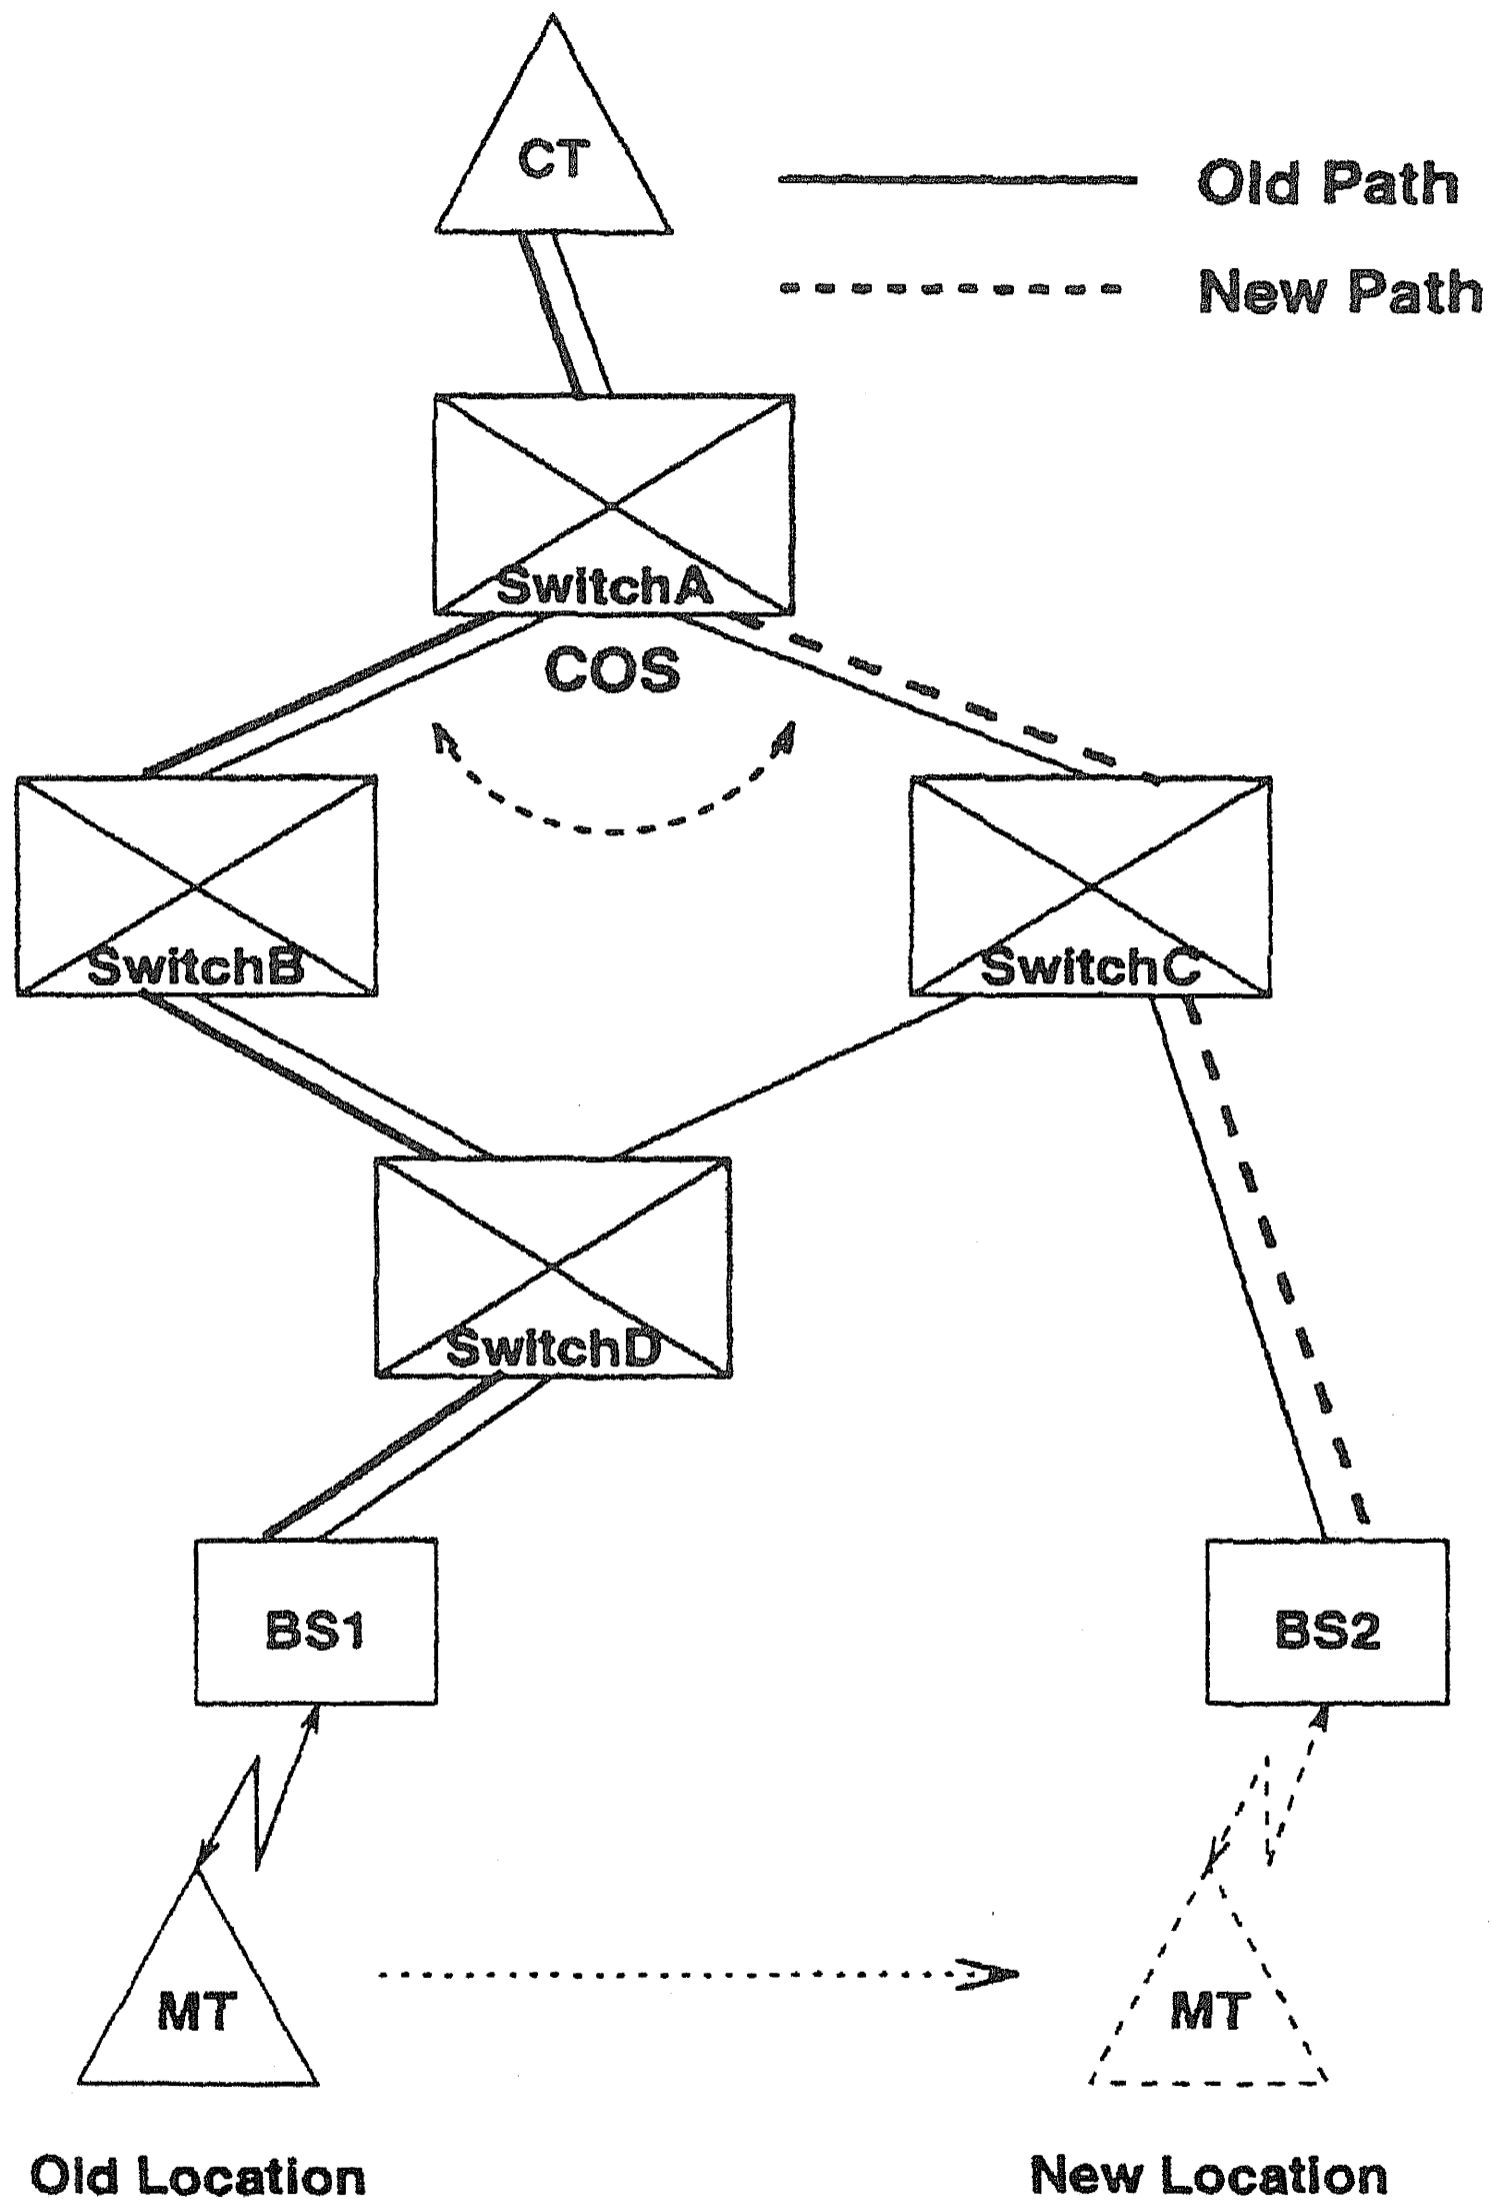 CT
Old Path
New Path
SwitchA
COS
SwitchB
SwitchC
SwitchD
BS1
BS2
MT
MT
Old Location
New Location